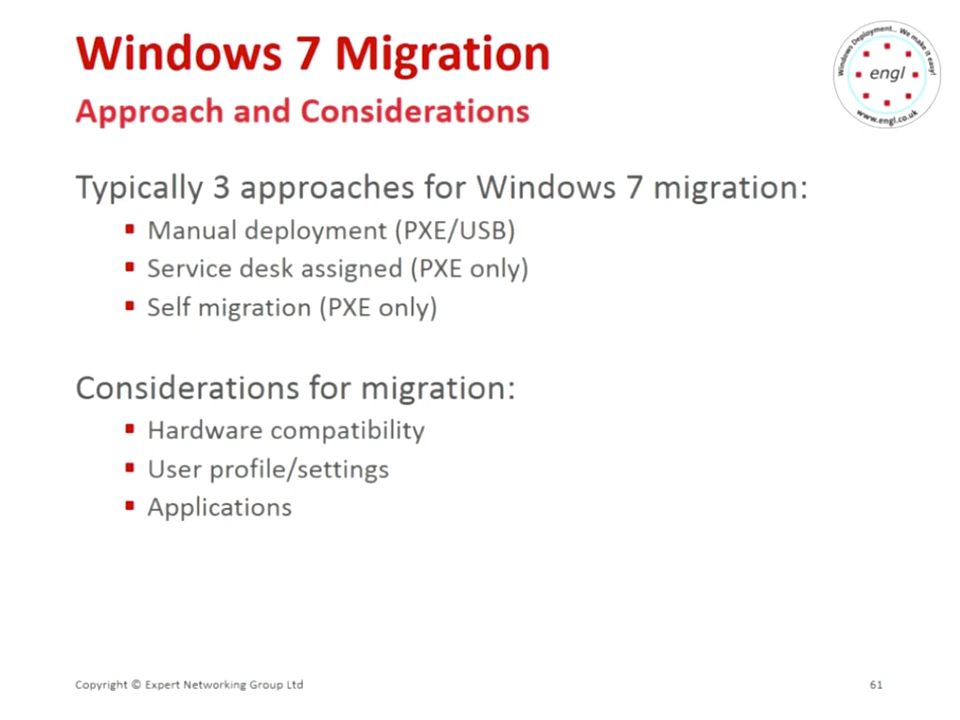 Windows 7 Migration
Approach and Considerations
Windows Deployment... We make it easy!
engl
www.engl.co.uk
Typically 3 approaches for Windows 7 migration:
Manual deployment (PXE/USB)
Service desk assigned (PXE only)
Self migration (PXE only)
Considerations for migration:
Hardware compatibility
User profile/settings
Applications
Copyright © Expert Networking Group Ltd
61